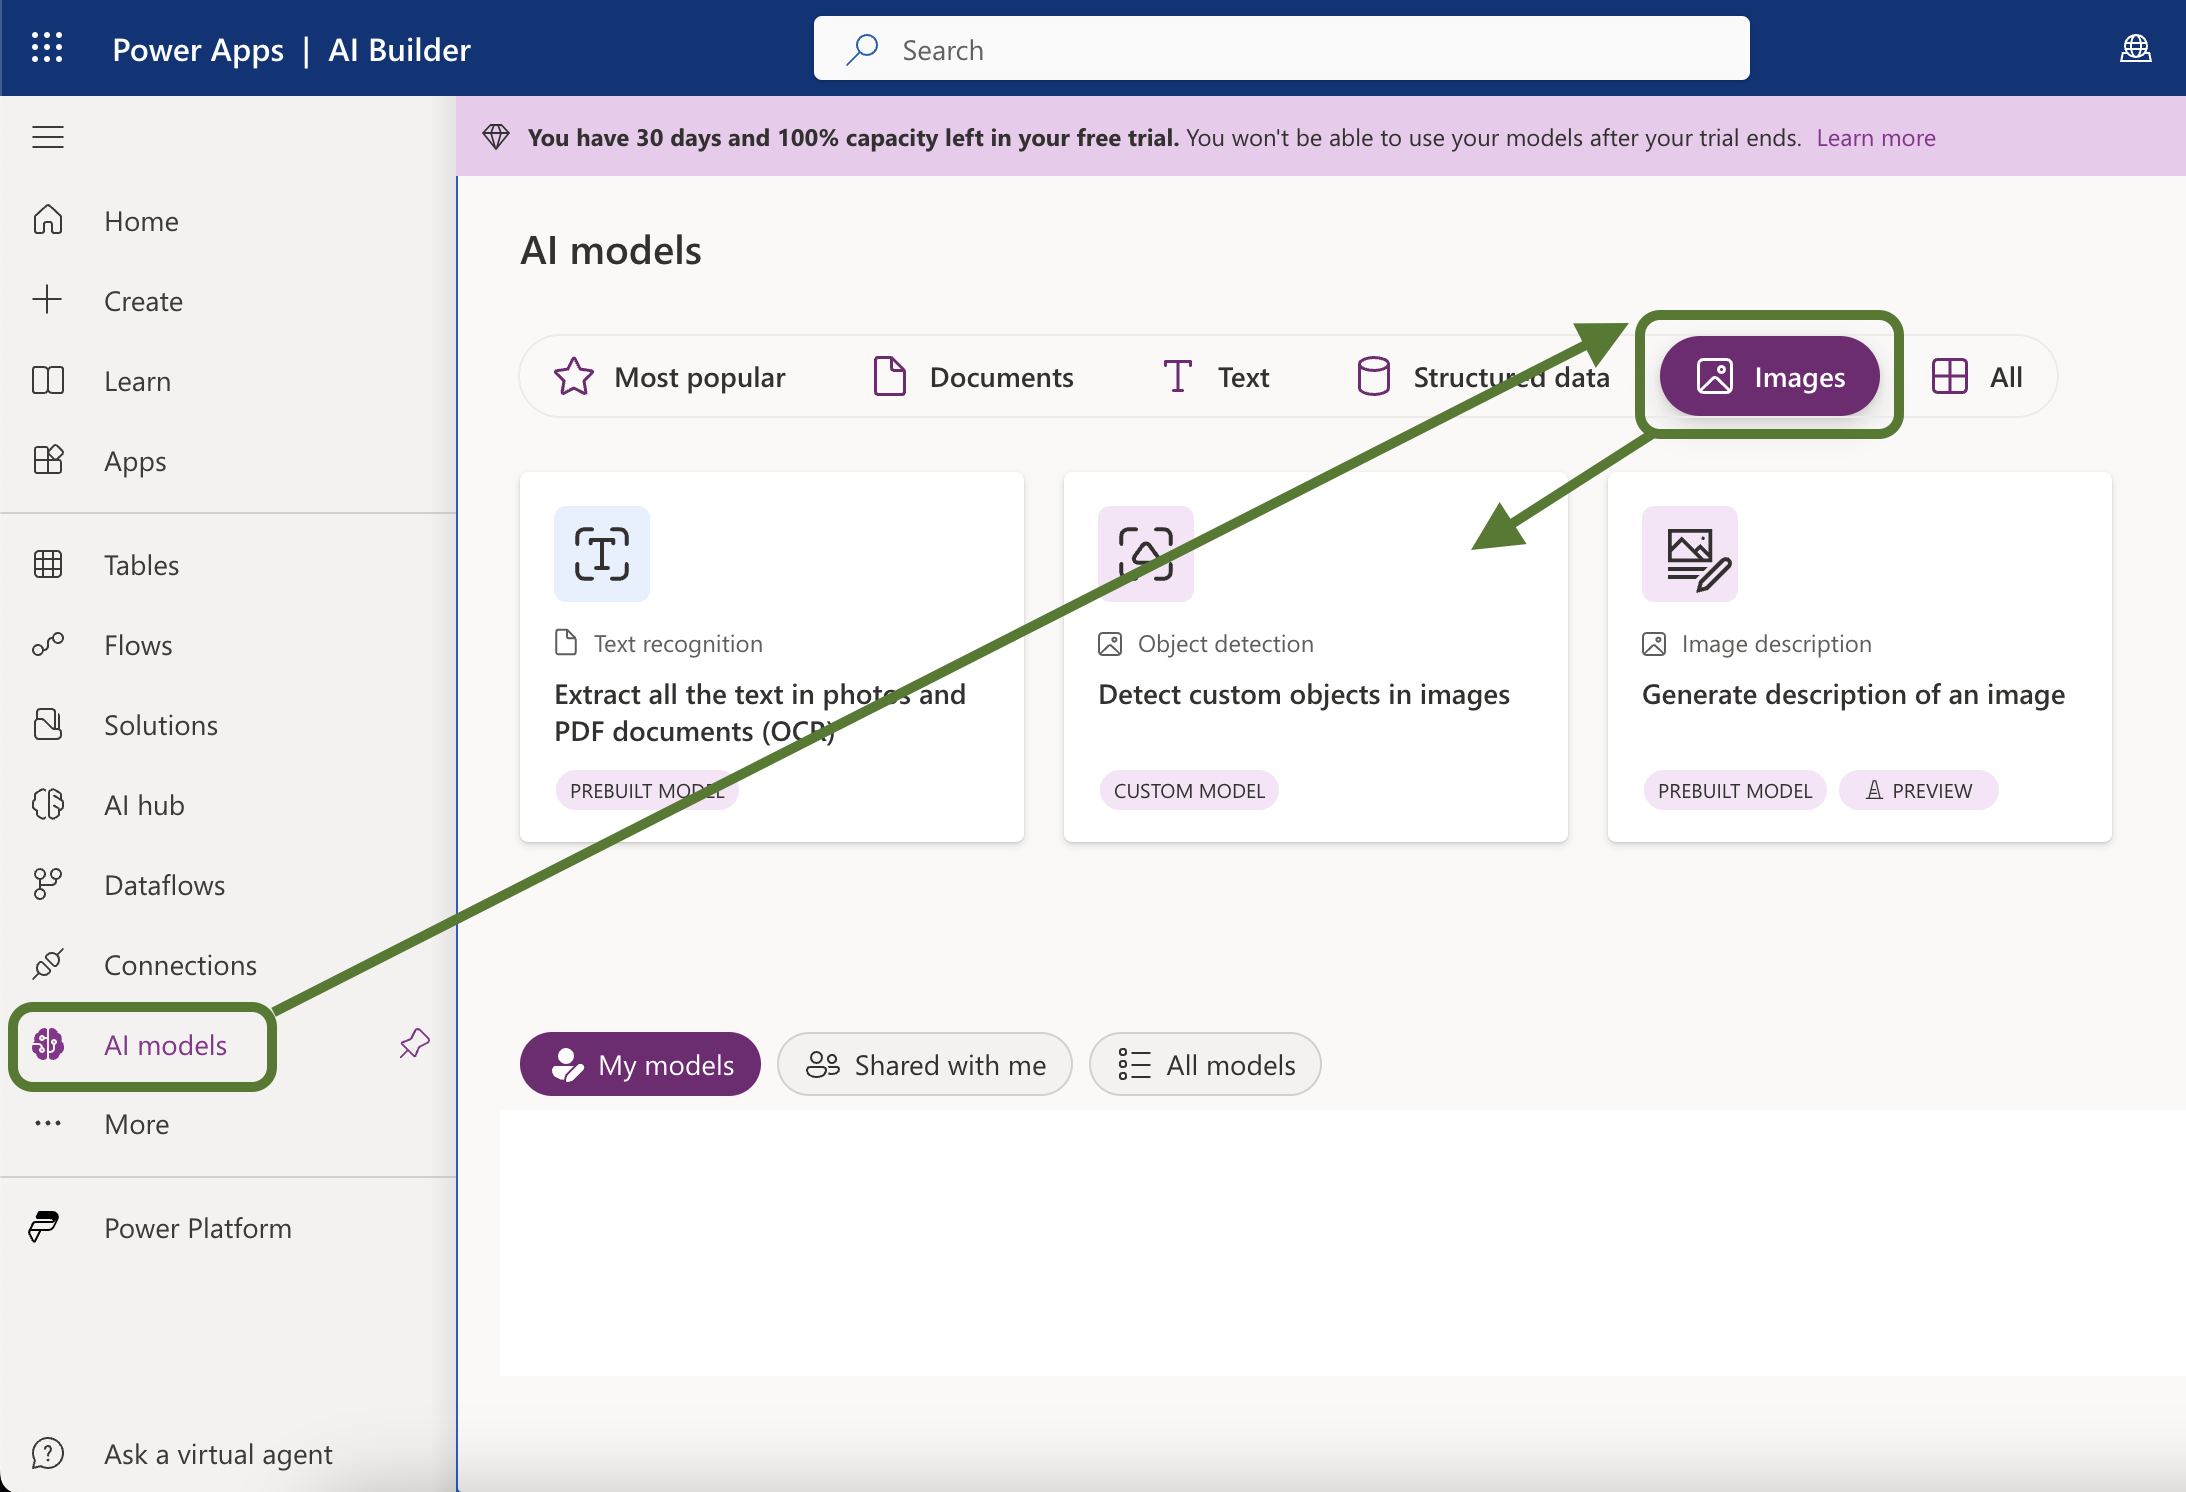 Power Apps | AI Builder
Search
You have 30 days and 100% capacity left in your free trial. You won't be able to use your models after your trial ends. Learn more
Home
Create
Learn
Apps
Tables
Flows
Solutions
AI hub
Dataflows
Connections
AI models
More
Power Platform
Ask a virtual agent
AI models
Most popular
Documents
Text
Structured data
Images
All
Text recognition
Extract all the text in photos and
PDF documents (OCR)
PREBUILT MODEL
Object detection
Detect custom objects in images
CUSTOM MODEL
Image description
Generate description of an image
PREBUILT MODEL
PREVIEW
My models
Shared with me
All models